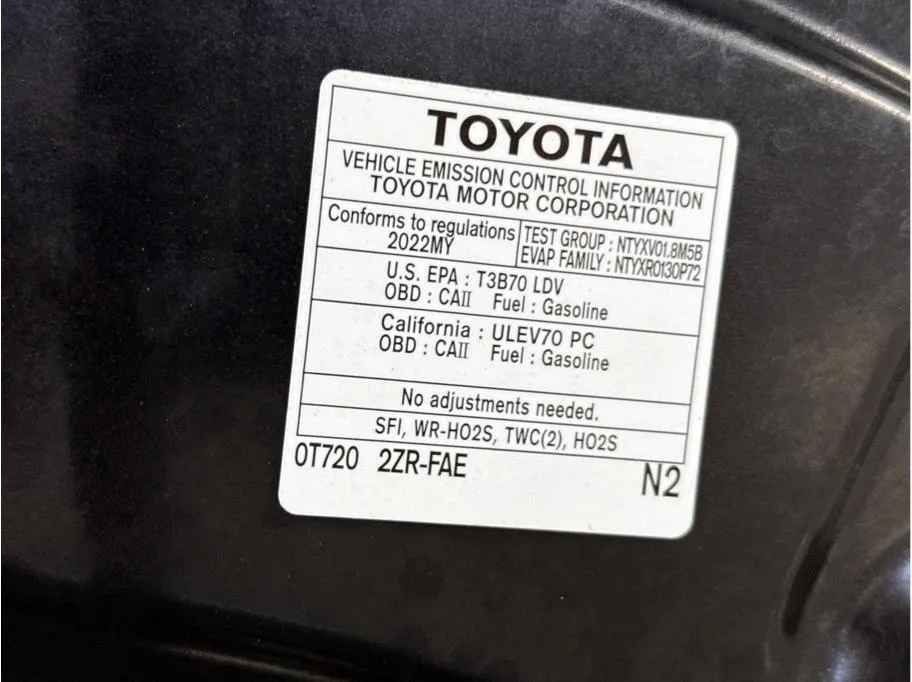 TOYOTA
VEHICLE EMISSION CONTROL INFORMATION
TOYOTA MOTOR CORPORATION
Conforms to regulations
2022MY
TEST GROUP : NTYXV01.8M5B
EVAP FAMILY : NTYXR0130P72
U.S. EPA : T3B70 LDV
OBD : CAII Fuel : Gasoline
California : ULEV70 PC
OBD : CAII Fuel : Gasoline
No adjustments needed.
SFI, WR-HO2S, TWC(2), HO2S
0T720 2ZR-FAE N2